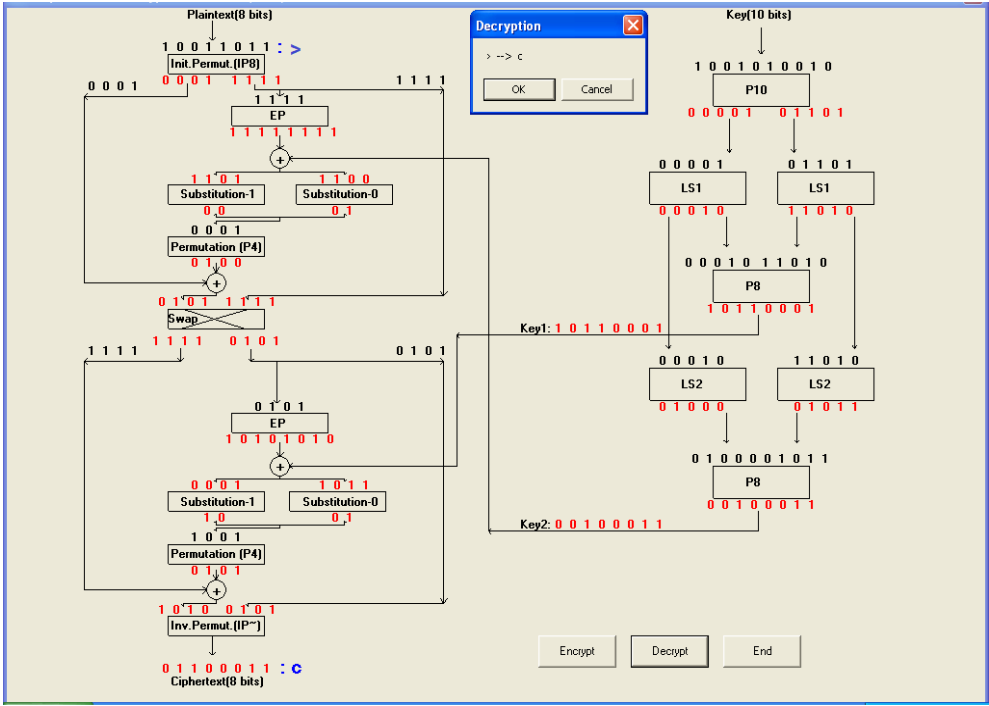 Plaintext(8 bits)
1 0 0 1 1 0 1 1 : >
Init.Permut.(IP8)
0 0 0 1 1 1 1 1
0 0 0 1
1 1 1 1
1 1 1 1
EP
1 1 1 1 1 1 1 1
+
1 1 0 1
1 1 0 0
Substitution-1
Substitution-0
0 0
0 1
0 0 0 1
Permutation (P4)
0 1 0 0
+
0 1 0 1 1 1 1 1
Swap
1 1 1 1 0 1 0 1
1 1 1 1
0 1 0 1
0 1 0 1
EP
1 0 1 0 1 0 1 0
+
0 0 0 1
1 0 1 1
Substitution-1
Substitution-0
1 0
0 1
1 0 0 1
Permutation (P4)
0 1 0 1
+
1 0 1 0 0 1 0 1
Inv.Permut.(IP~)
0 1 1 0 0 0 1 1 : c
Ciphertext(8 bits)
Decryption
> --> c
OK
Cancel
Key(10 bits)
1 0 0 1 0 1 0 0 1 0
P10
0 0 0 0 1 0 1 1 0 1
0 0 0 0 1
0 1 1 0 1
LS1
LS1
0 0 0 1 0
1 1 0 1 0
0 0 0 1 0 1 1 0 1 0
P8
1 0 1 1 0 0 0 1
Key1: 1 0 1 1 0 0 0 1
0 0 0 1 0
1 1 0 1 0
LS2
LS2
0 1 0 0 0
0 1 0 1 1
0 1 0 0 0 0 1 0 1 1
P8
0 0 1 0 0 0 1 1
Key2: 0 0 1 0 0 0 1 1
Encrypt
Decrypt
End